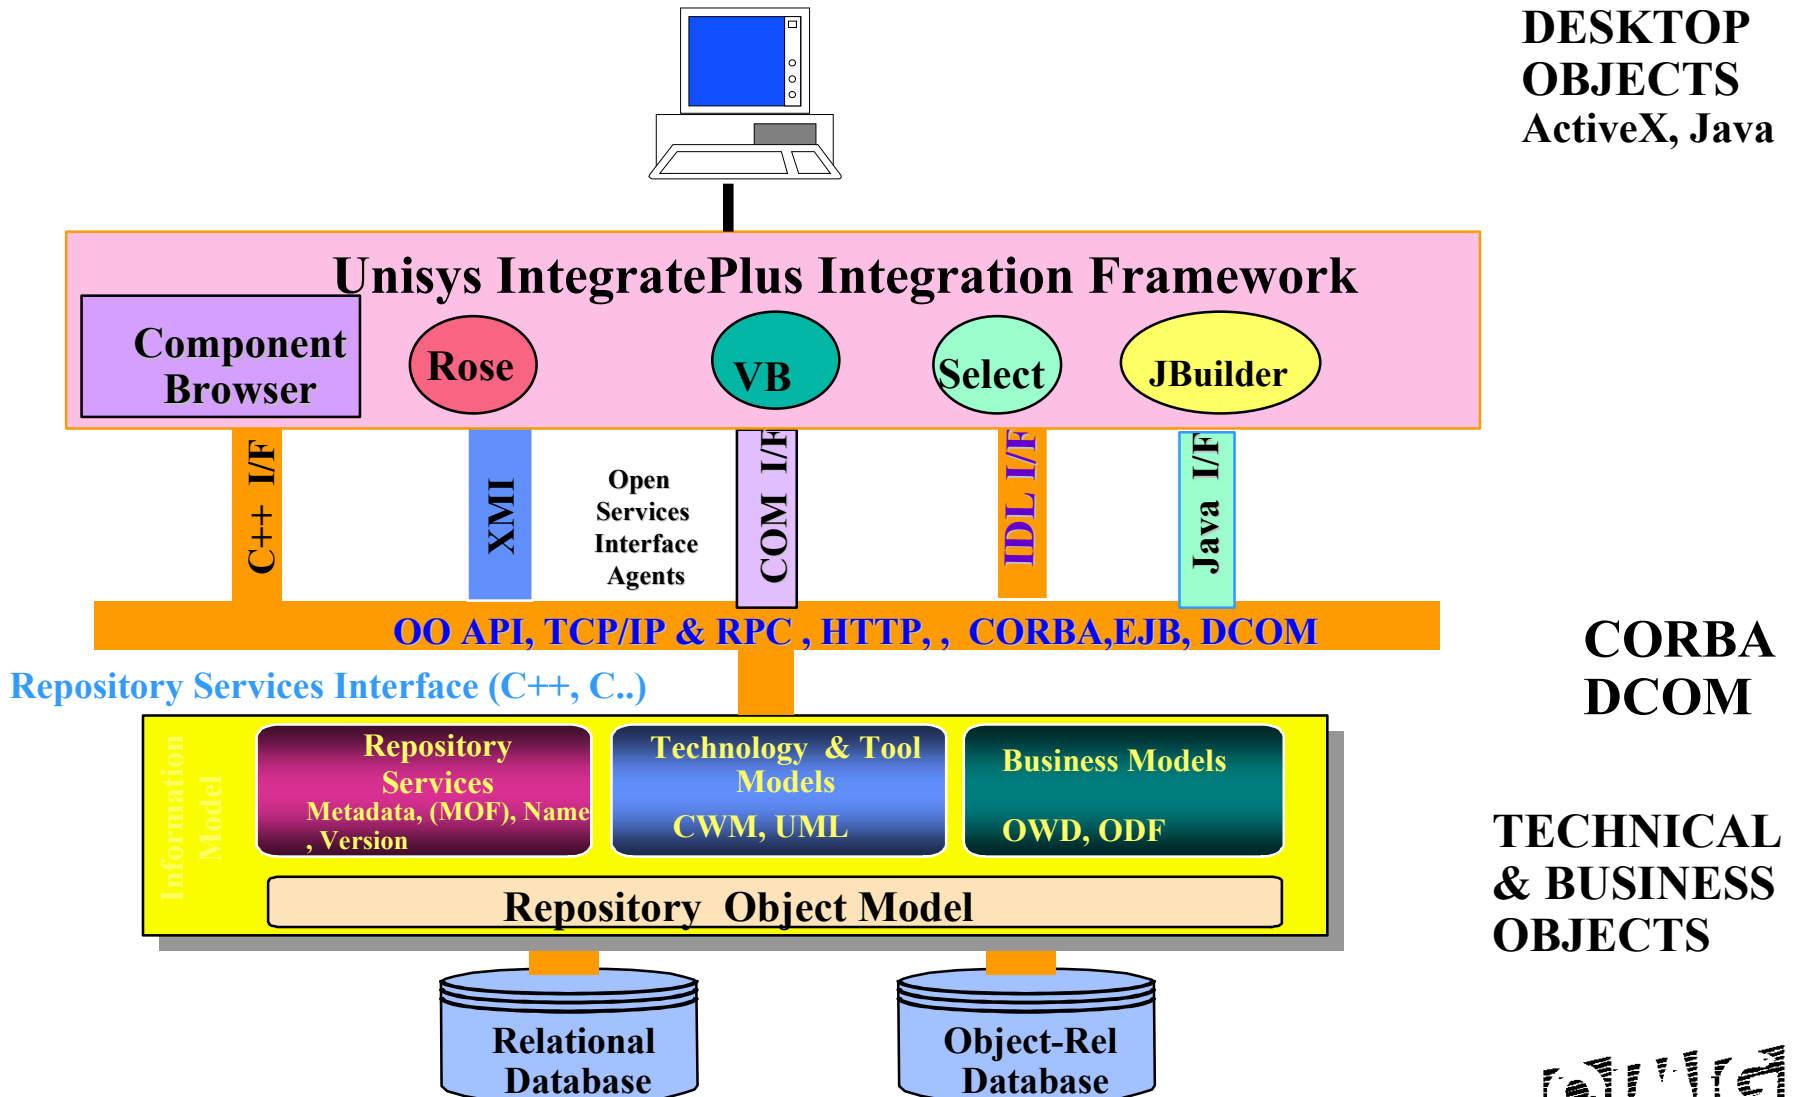 DESKTOP
OBJECTS
ActiveX, Java
Unisys IntegratePlus Integration Framework
Component
Browser
Rose
VB
Select
JBuilder
C++ I/F
XMI
Open
Services
Interface
Agents
COM I/F
IDL I/F
Java I/F
OO API, TCP/IP & RPC , HTTP, , CORBA,EJB, DCOM
CORBA
DCOM
Repository Services Interface (C++, C..)
Information
Model
Repository
Services
Metadata, (MOF), Name
, Version
Technology & Tool
Models
CWM, UML
Business Models
OWD, ODF
TECHNICAL
& BUSINESS
OBJECTS
Repository Object Model
Relational
Database
Object-Rel
Database